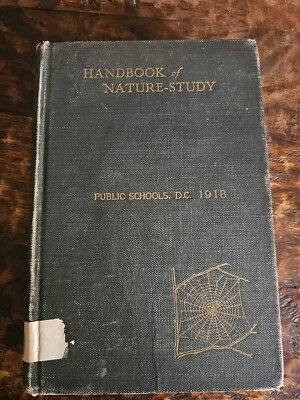 HANDBOOK of
NATURE-STUDY
PUBLIC SCHOOLS, D.C. 1918